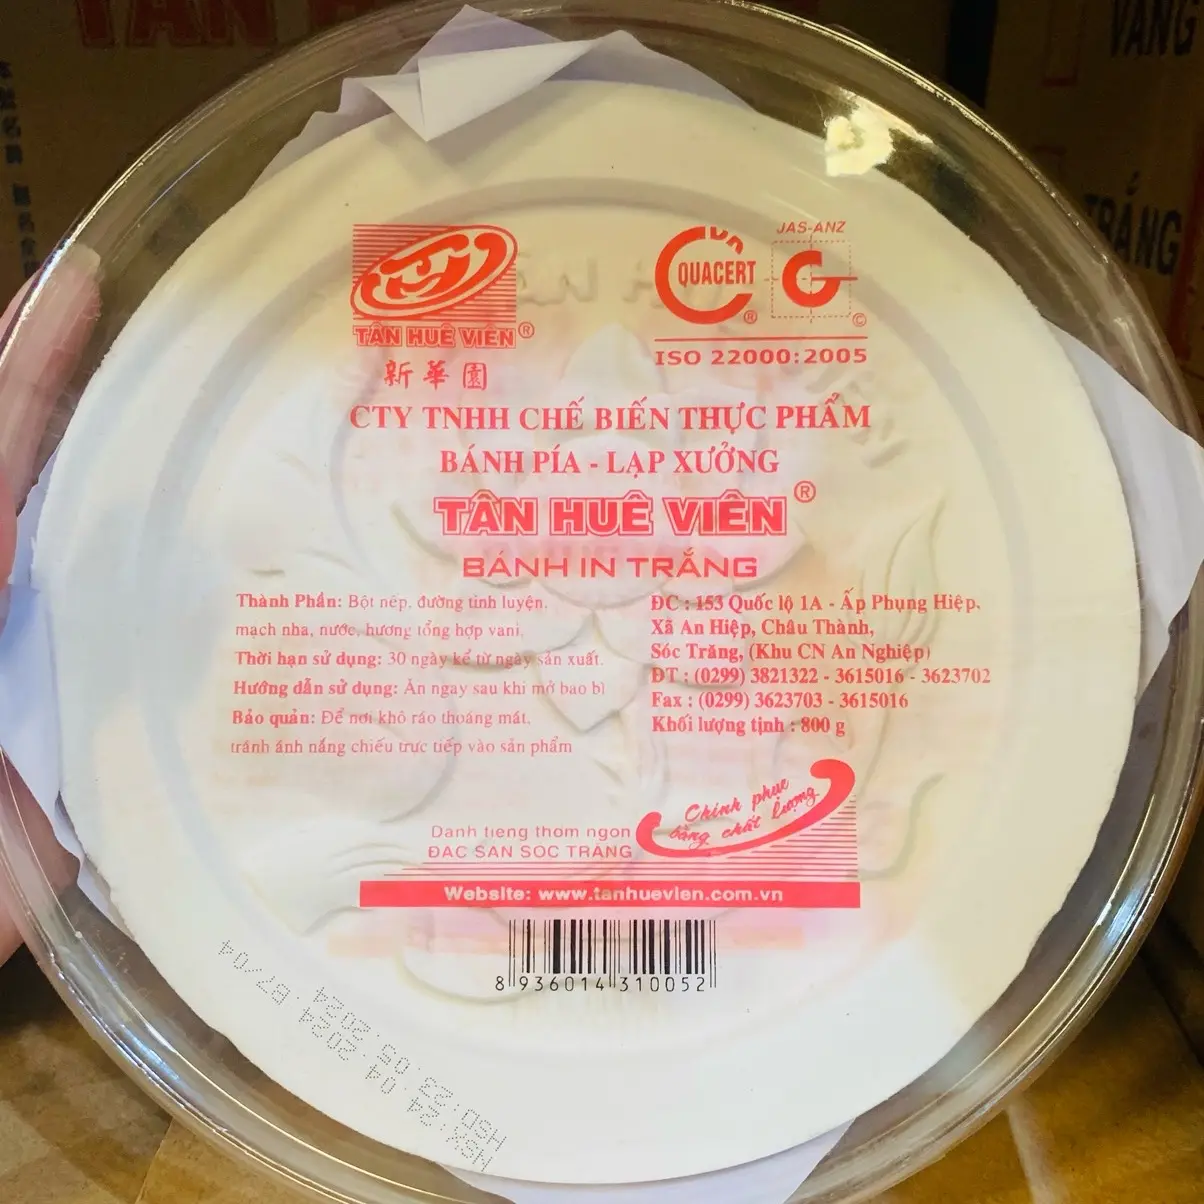 TÂN H
VÀNG
TRẮNG
TÂN HUÊ VIÊN®
新華園
QUACERT ®
JAS-ANZ
©
ISO 22000:2005
CTY TNHH CHẾ BIẾN THỰC PHẨM
BÁNH PÍA - LẠP XƯỞNG
TÂN HUÊ VIÊN®
BÁNH IN TRẮNG
Thành Phần: Bột nếp, đường tinh luyện,
mạch nha, nước, hương tổng hợp vani.
Thời hạn sử dụng: 30 ngày kể từ ngày sản xuất.
Hướng dẫn sử dụng: Ăn ngay sau khi mở bao bì
Bảo quản: Để nơi khô ráo thoáng mát,
tránh ánh nắng chiếu trực tiếp vào sản phẩm
ĐC : 153 Quốc lộ 1A - Ấp Phụng Hiệp,
Xã An Hiệp, Châu Thành,
Sóc Trăng, (Khu CN An Nghiệp)
ĐT : (0299) 3821322 - 3615016 - 3623702
Fax : (0299) 3623703 - 3615016
Khối lượng tịnh : 800 g
Chinh phục
bằng chất lượng
Danh tiếng thơm ngon
ĐẶC SẢN SÓC TRĂNG
Website: www.tanhuevien.com.vn
8 936014 310052
NSX:24.04.2024.B7/04
HSD:23.05.2024